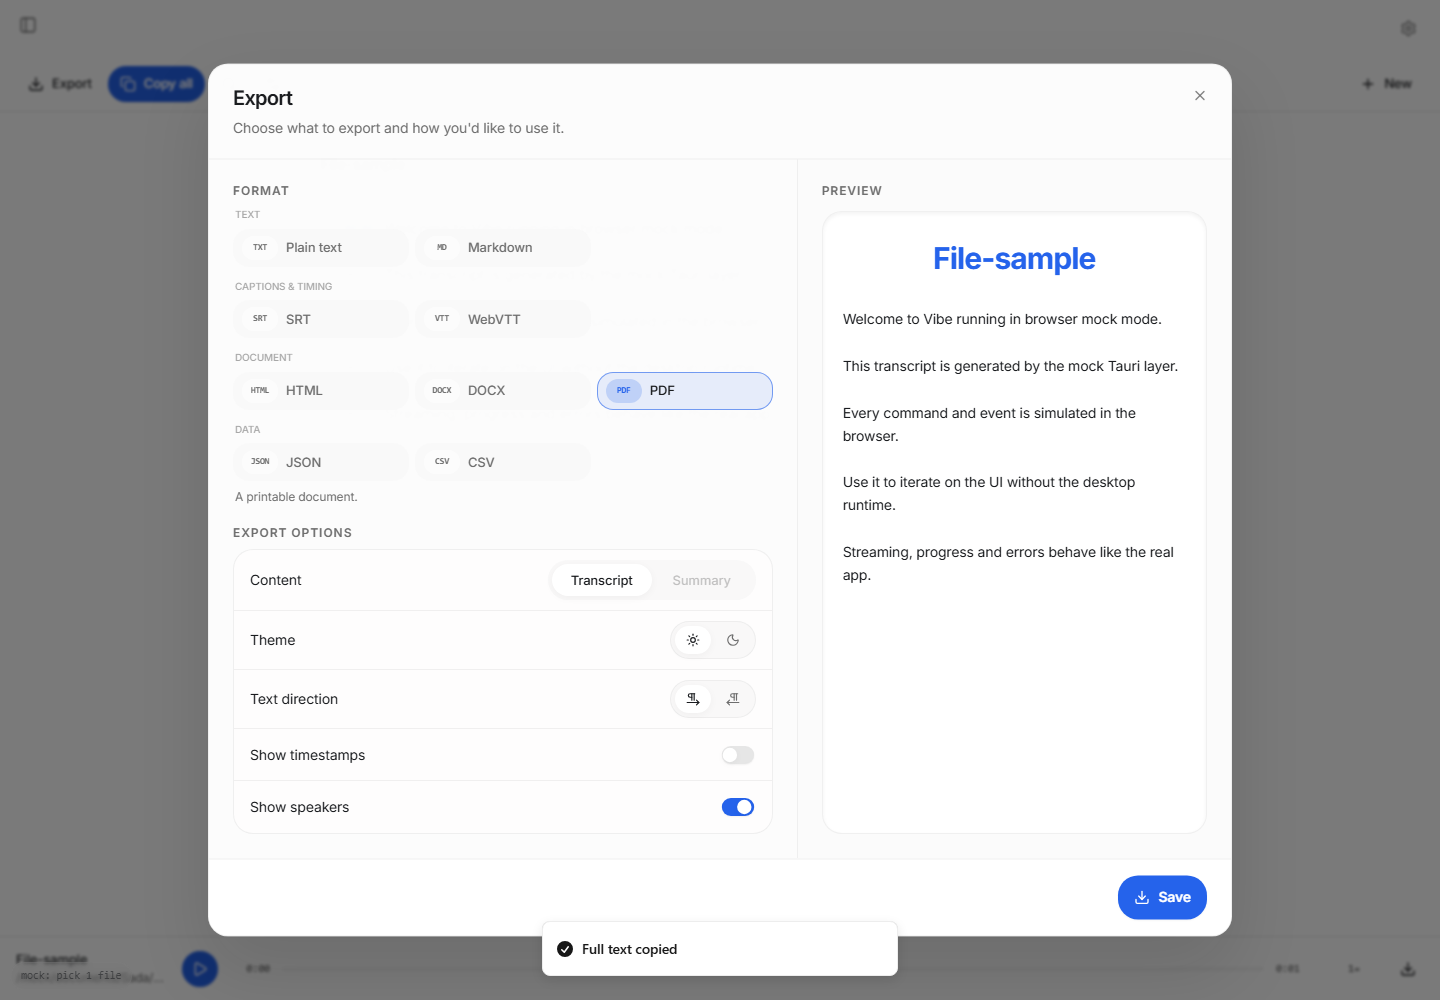 Export
Copy all
New
Export
Choose what to export and how you'd like to use it.
FORMAT
TEXT
TXT Plain text
MD Markdown
CAPTIONS & TIMING
SRT SRT
VTT WebVTT
DOCUMENT
HTML HTML
DOCX DOCX
PDF PDF
DATA
JSON JSON
CSV CSV
A printable document.
EXPORT OPTIONS
Content
Transcript
Summary
Theme
Text direction
Show timestamps
Show speakers
PREVIEW
File-sample
Welcome to Vibe running in browser mock mode.
This transcript is generated by the mock Tauri layer.
Every command and event is simulated in the
browser.
Use it to iterate on the UI without the desktop
runtime.
Streaming, progress and errors behave like the real
app.
Save
Full text copied
File-sample
mock: pick 1 file
0:00
0:01